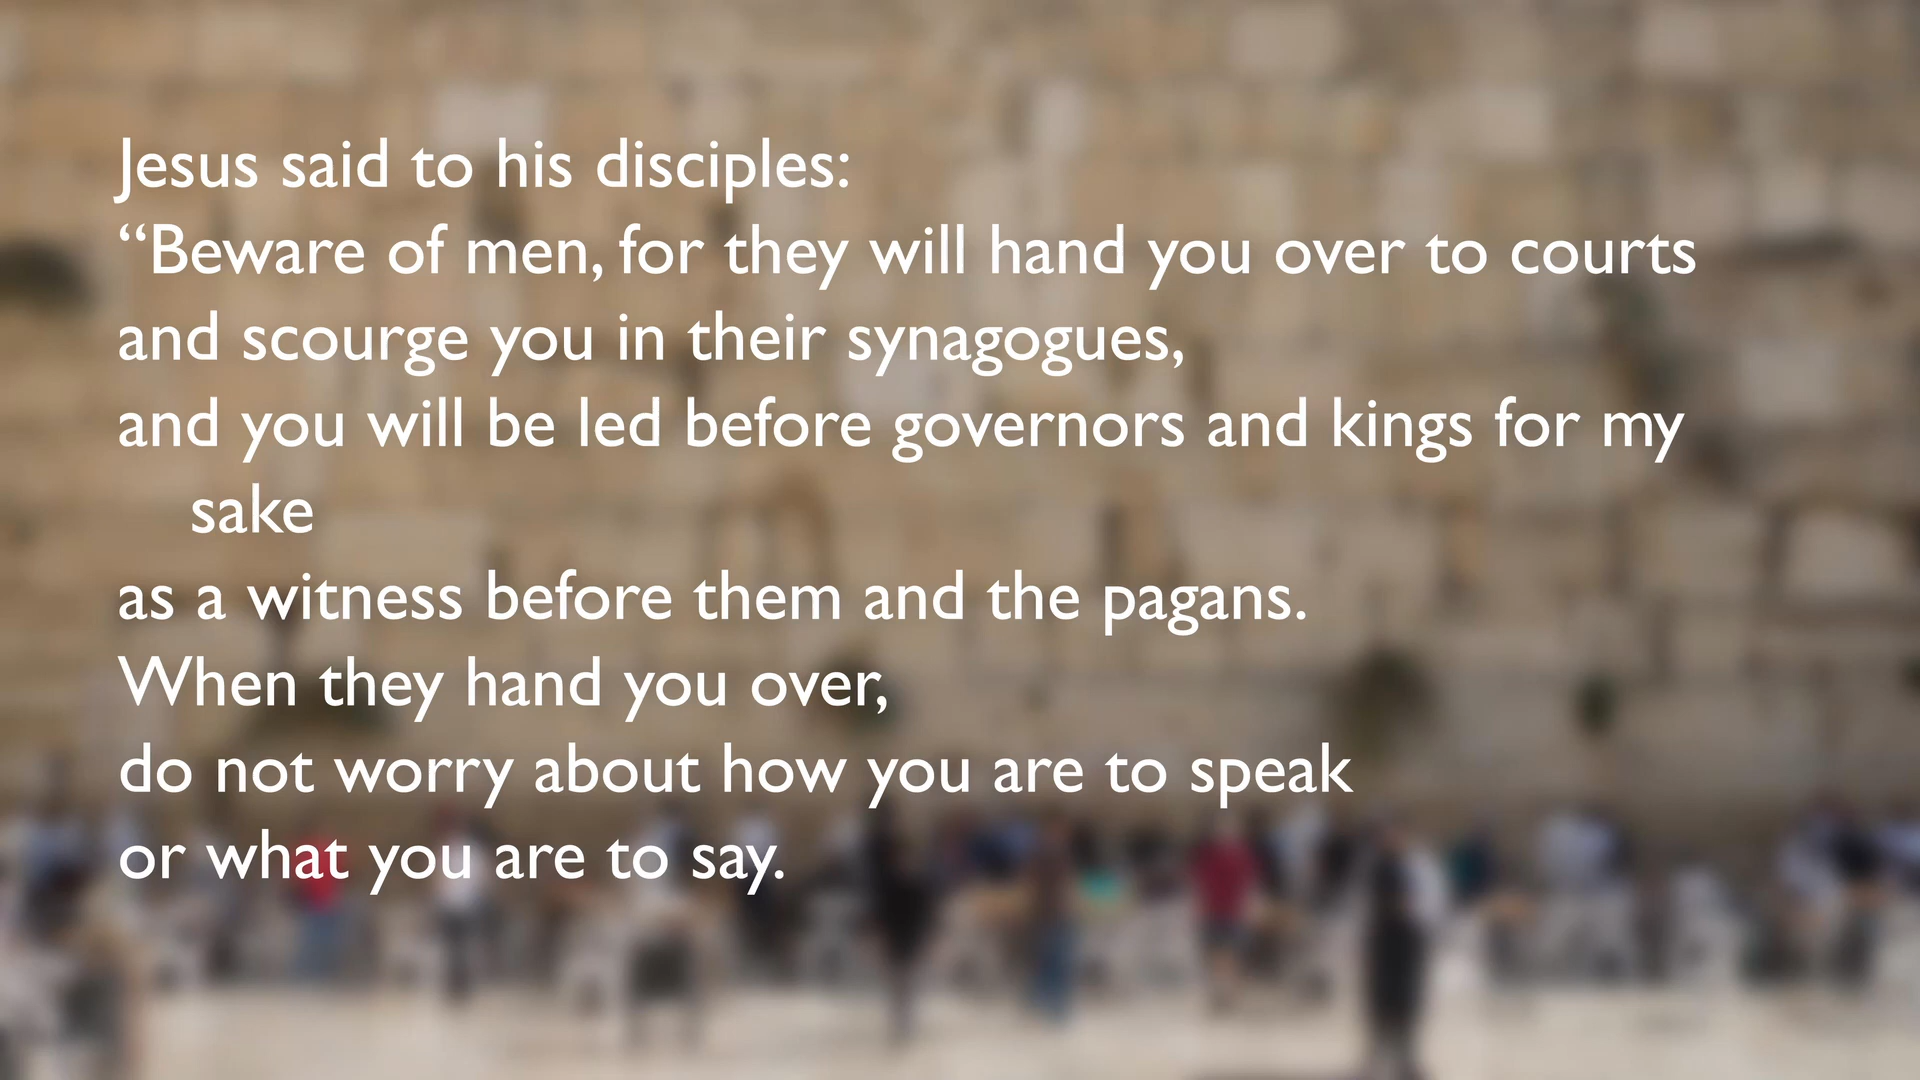 Jesus said to his disciples:
“Beware of men, for they will hand you over to courts
and scourge you in their synagogues,
and you will be led before governors and kings for my
sake
as a witness before them and the pagans.
When they hand you over,
do not worry about how you are to speak
or what you are to say.